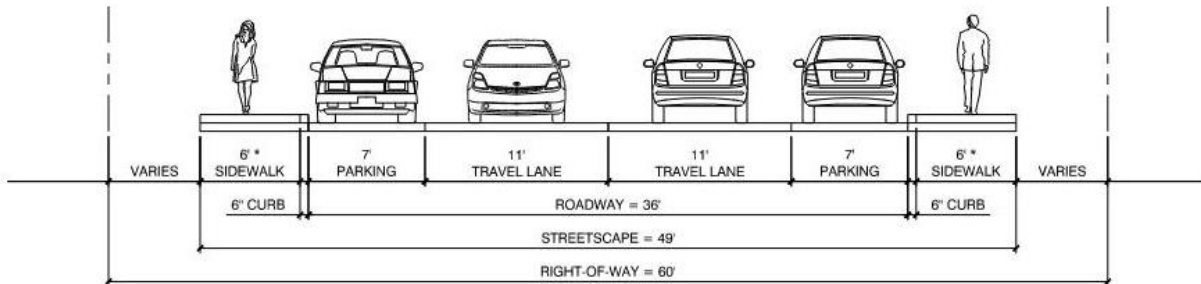 6' * 7' 11' 11' 7' 6' *
VARIES SIDEWALK PARKING TRAVEL LANE TRAVEL LANE PARKING SIDEWALK VARIES
6" CURB ROADWAY = 36' 6" CURB
STREETSCAPE = 49'
RIGHT-OF-WAY = 60'